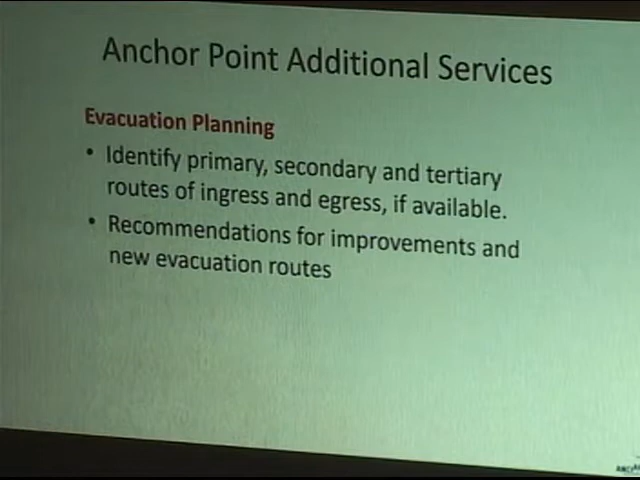 Anchor Point Additional Services
Evacuation Planning
• Identify primary, secondary and tertiary
routes of ingress and egress, if available.
• Recommendations for improvements and
new evacuation routes